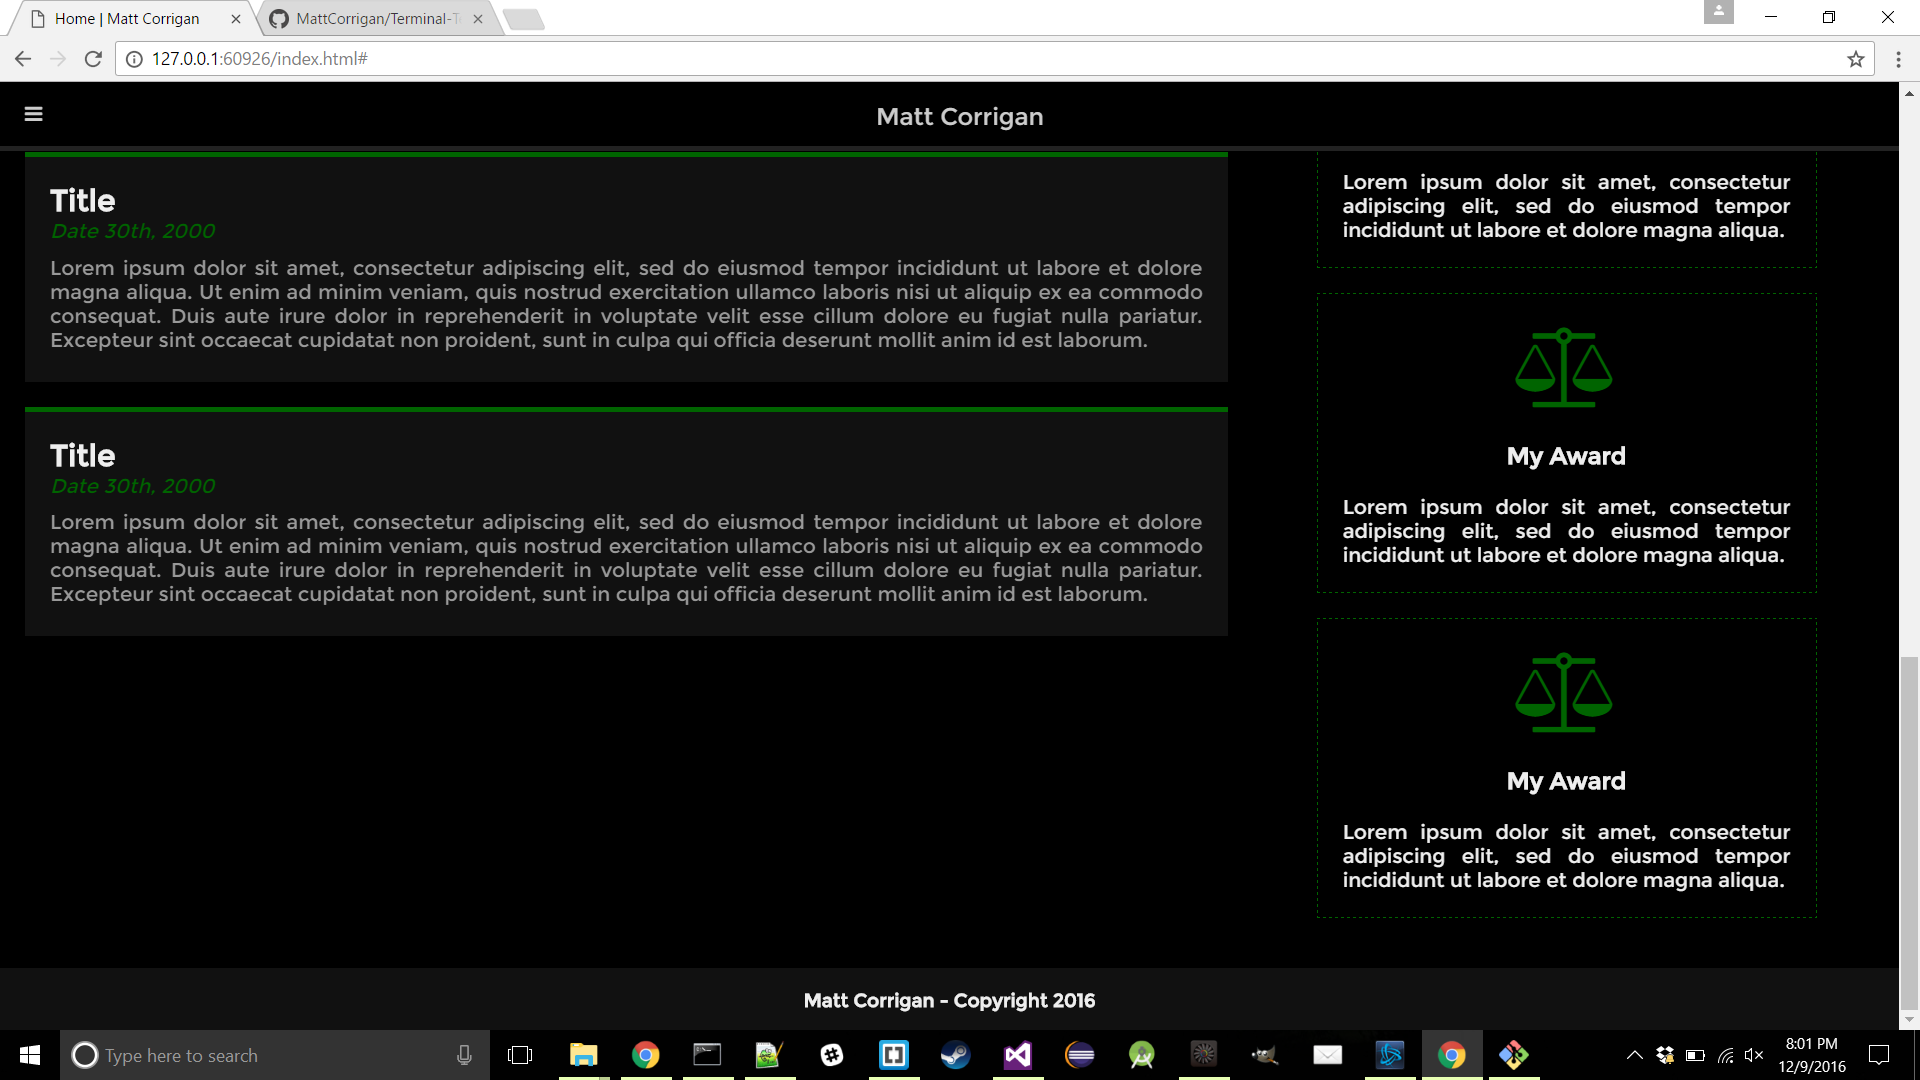 Home | Matt Corrigan
MattCorrigan/Terminal-T
127.0.0.1:60926/index.html#
Matt Corrigan
Title
Date 30th, 2000
Lorem ipsum dolor sit amet, consectetur adipiscing elit, sed do eiusmod tempor incididunt ut labore et dolore
magna aliqua. Ut enim ad minim veniam, quis nostrud exercitation ullamco laboris nisi ut aliquip ex ea commodo
consequat. Duis aute irure dolor in reprehenderit in voluptate velit esse cillum dolore eu fugiat nulla pariatur.
Excepteur sint occaecat cupidatat non proident, sunt in culpa qui officia deserunt mollit anim id est laborum.
Title
Date 30th, 2000
Lorem ipsum dolor sit amet, consectetur adipiscing elit, sed do eiusmod tempor incididunt ut labore et dolore
magna aliqua. Ut enim ad minim veniam, quis nostrud exercitation ullamco laboris nisi ut aliquip ex ea commodo
consequat. Duis aute irure dolor in reprehenderit in voluptate velit esse cillum dolore eu fugiat nulla pariatur.
Excepteur sint occaecat cupidatat non proident, sunt in culpa qui officia deserunt mollit anim id est laborum.
Lorem ipsum dolor sit amet, consectetur
adipiscing elit, sed do eiusmod tempor
incididunt ut labore et dolore magna aliqua.
My Award
Lorem ipsum dolor sit amet, consectetur
adipiscing elit, sed do eiusmod tempor
incididunt ut labore et dolore magna aliqua.
My Award
Lorem ipsum dolor sit amet, consectetur
adipiscing elit, sed do eiusmod tempor
incididunt ut labore et dolore magna aliqua.
Matt Corrigan - Copyright 2016
Type here to search
8:01 PM
12/9/2016